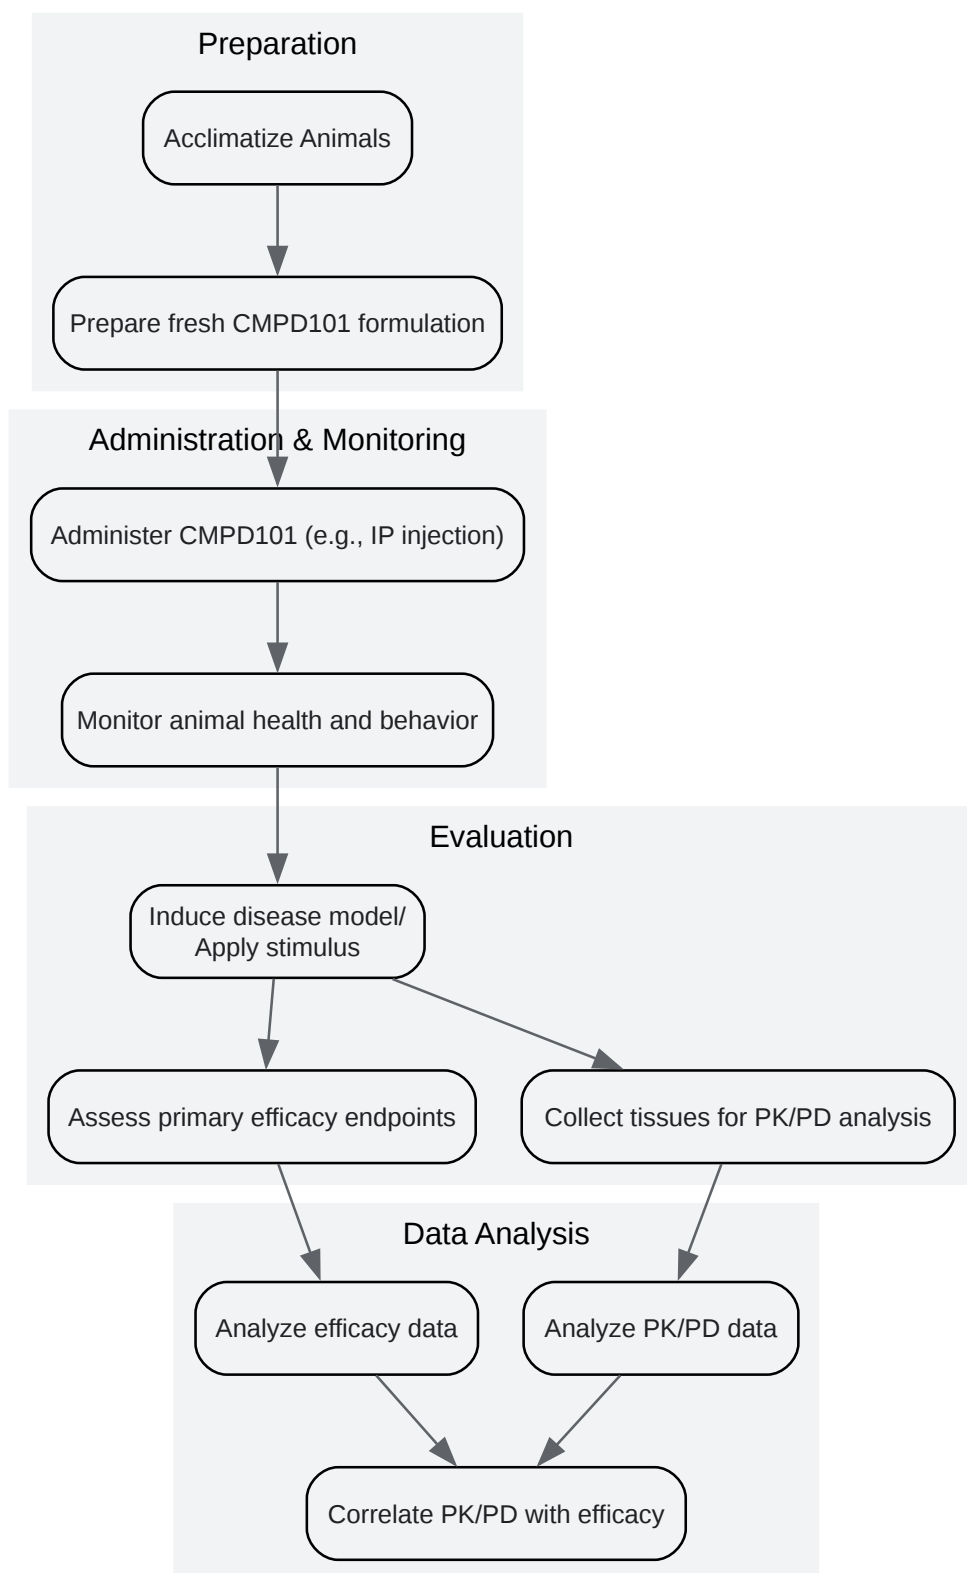 Preparation
Acclimatize Animals
Prepare fresh CMPD101 formulation
Administration & Monitoring
Administer CMPD101 (e.g., IP injection)
Monitor animal health and behavior
Evaluation
Induce disease model/
Apply stimulus
Assess primary efficacy endpoints
Collect tissues for PK/PD analysis
Data Analysis
Analyze efficacy data
Analyze PK/PD data
Correlate PK/PD with efficacy